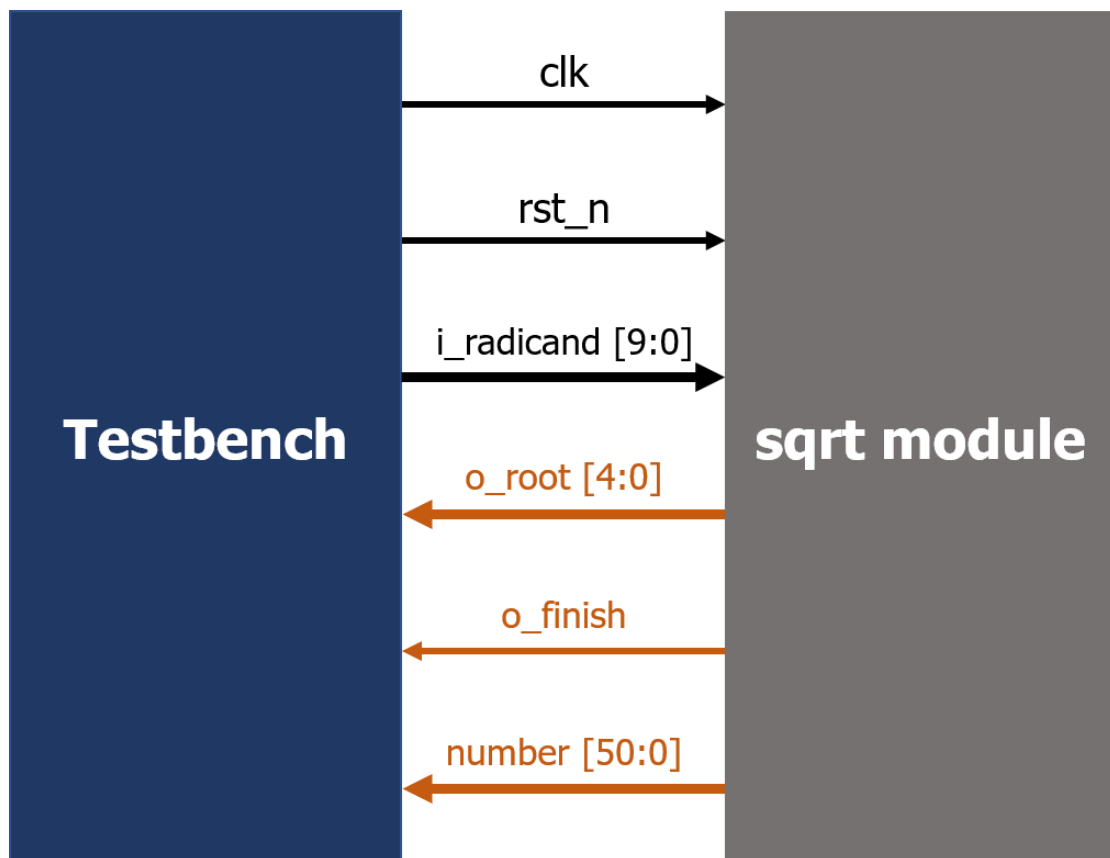 clk
rst_n
i_radicand [9:0]
Testbench
sqrt module
o_root [4:0]
o_finish
number [50:0]